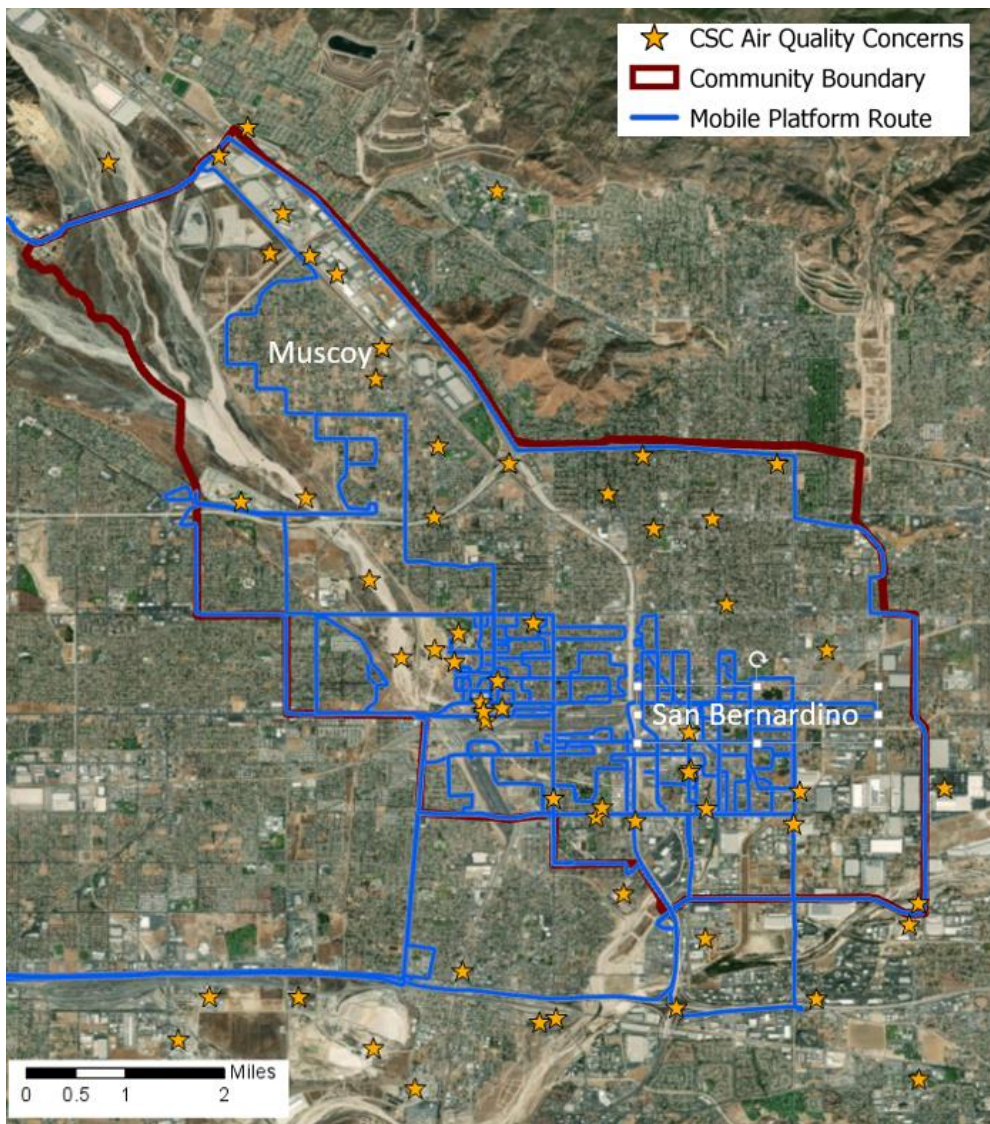 CSC Air Quality Concerns
Community Boundary
Mobile Platform Route
Muscoy
San Bernardino
Miles
0 0.5 1 2